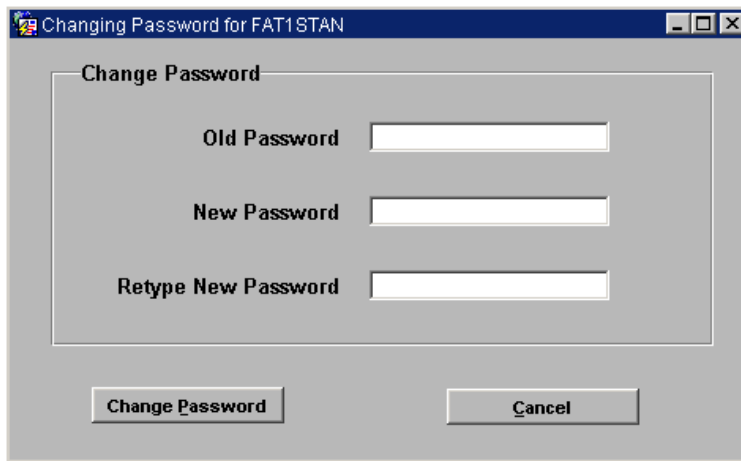 Changing Password for FAT1STAN
Change Password
Old Password
New Password
Retype New Password
Change Password Cancel